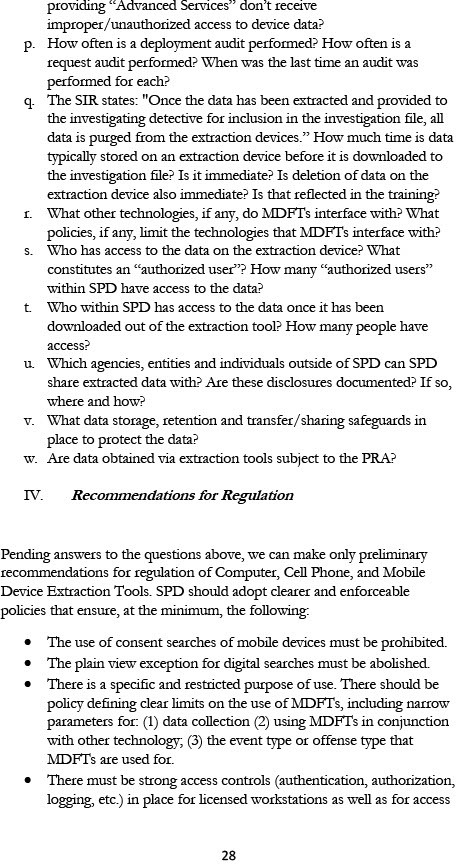 providing “Advanced Services” don’t receive
improper/unauthorized access to device data?
p. How often is a deployment audit performed? How often is a
request audit performed? When was the last time an audit was
performed for each?
q. The SIR states: "Once the data has been extracted and provided to
the investigating detective for inclusion in the investigation file, all
data is purged from the extraction devices.” How much time is data
typically stored on an extraction device before it is downloaded to
the investigation file? Is it immediate? Is deletion of data on the
extraction device also immediate? Is that reflected in the training?
r. What other technologies, if any, do MDFTs interface with? What
policies, if any, limit the technologies that MDFTs interface with?
s. Who has access to the data on the extraction device? What
constitutes an “authorized user”? How many “authorized users”
within SPD have access to the data?
t. Who within SPD has access to the data once it has been
downloaded out of the extraction tool? How many people have
access?
u. Which agencies, entities and individuals outside of SPD can SPD
share extracted data with? Are these disclosures documented? If so,
where and how?
v. What data storage, retention and transfer/sharing safeguards in
place to protect the data?
w. Are data obtained via extraction tools subject to the PRA?
IV. Recommendations for Regulation
Pending answers to the questions above, we can make only preliminary
recommendations for regulation of Computer, Cell Phone, and Mobile
Device Extraction Tools. SPD should adopt clearer and enforceable
policies that ensure, at the minimum, the following:
• The use of consent searches of mobile devices must be prohibited.
• The plain view exception for digital searches must be abolished.
• There is a specific and restricted purpose of use. There should be
policy defining clear limits on the use of MDFTs, including narrow
parameters for: (1) data collection (2) using MDFTs in conjunction
with other technology; (3) the event type or offense type that
MDFTs are used for.
• There must be strong access controls (authentication, authorization,
logging, etc.) in place for licensed workstations as well as for access
28